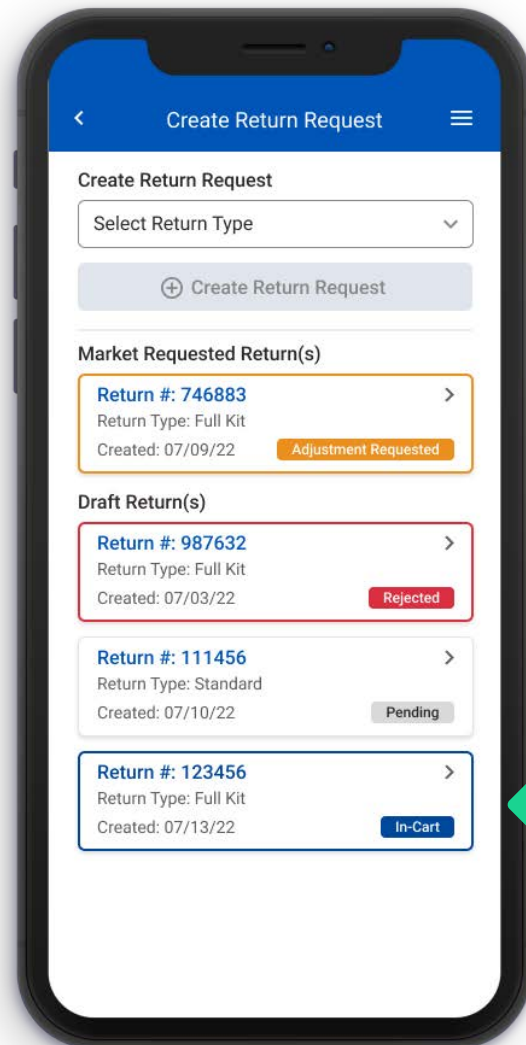 Create Return Request
Create Return Request
Select Return Type
Create Return Request
Market Requested Return(s)
Return #: 746883
Return Type: Full Kit
Created: 07/09/22
Adjustment Requested
Draft Return(s)
Return #: 987632
Return Type: Full Kit
Created: 07/03/22
Rejected
Return #: 111456
Return Type: Standard
Created: 07/10/22
Pending
Return #: 123456
Return Type: Full Kit
Created: 07/13/22
In-Cart